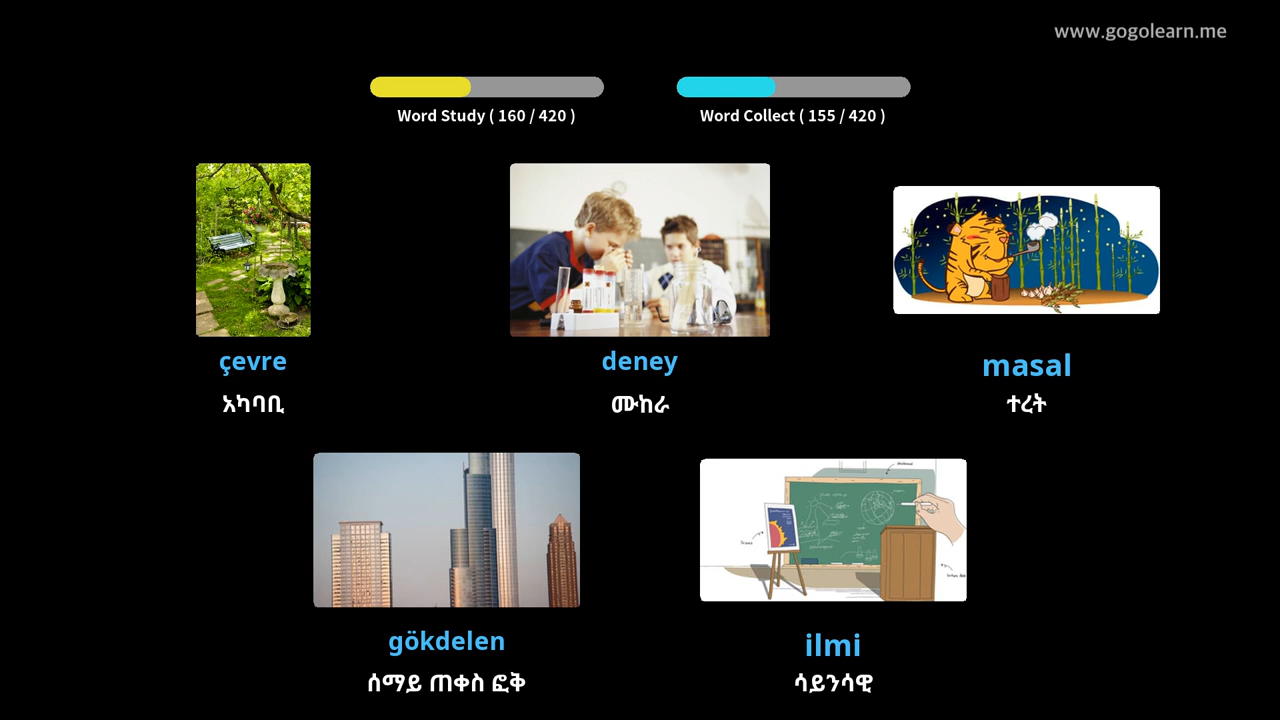 www.gogolearn.me
Word Study ( 160 / 420 )
Word Collect ( 155 / 420 )
çevre
አካባቢ
deney
ሙከራ
masal
ተረት
gökdelen
ሰማይ ጠቀስ ፎቅ
ilmi
ሳይንሳዊ